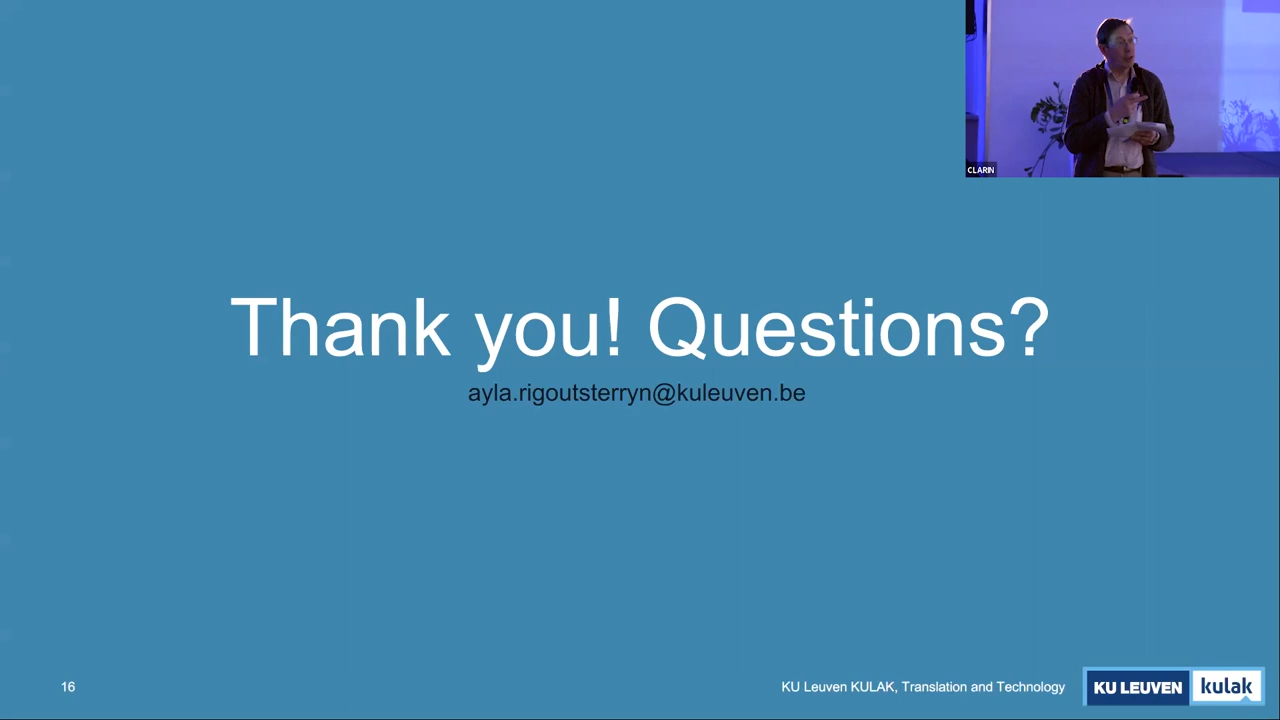 CLARIN
Thank you! Questions?
ayla.rigoutsterryn@kuleuven.be
16
KU Leuven KULAK, Translation and Technology
KU LEUVEN
kulak